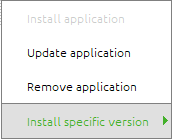 Install application
Update application
Remove application
Install specific version